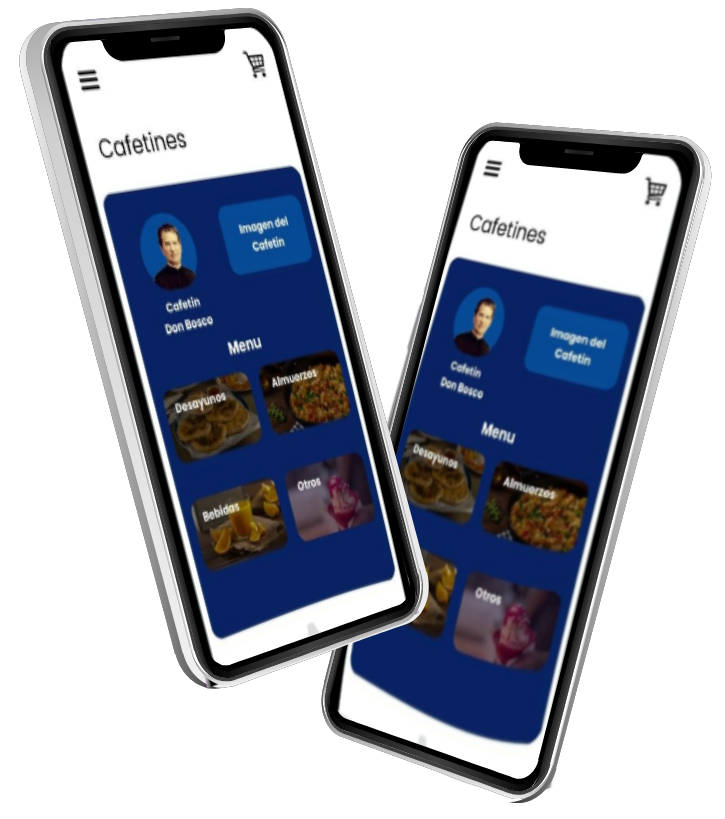 Cafetines
Imagen del
Cafetin
Cafetin
Don Bosco
Menu
Desayunos
Almuerzos
Bebidas
Otros
Cafetines
Imagen del
Cafetin
Cafetin
Don Bosco
Menu
Desayunos
Almuerzos
Otros